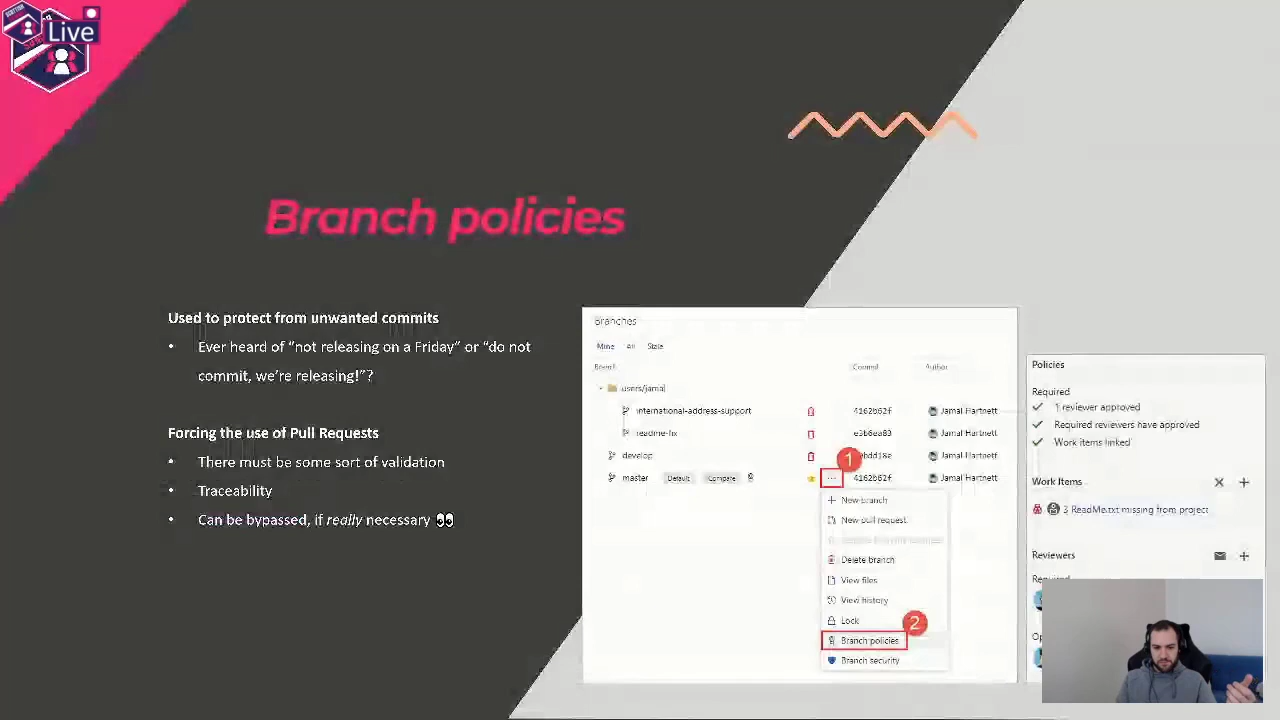 Live
Branch policies
Used to protect from unwanted commits
• Ever heard of “not releasing on a Friday” or “do not
commit, we’re releasing!”?
Forcing the use of Pull Requests
• There must be some sort of validation
• Traceability
• Can be bypassed, if really necessary 👀
Branches
Mine All Stale
Branch Commit Author
users/jamal
international-address-support 4162b62f Jamal Hartnett
readme-fix e3b6ea83 Jamal Hartnett
develop Jamal Hartnett
master Default Compare ... 4162b62f Jamal Hartnett
1
New branch
New pull request
Delete branch
View files
View history
Lock
2
Branch policies
Branch security
Policies
Required
1 reviewer approved
Required reviewers have approved
Work items linked
Work Items
3 ReadMe.txt missing from project
Reviewers
Required